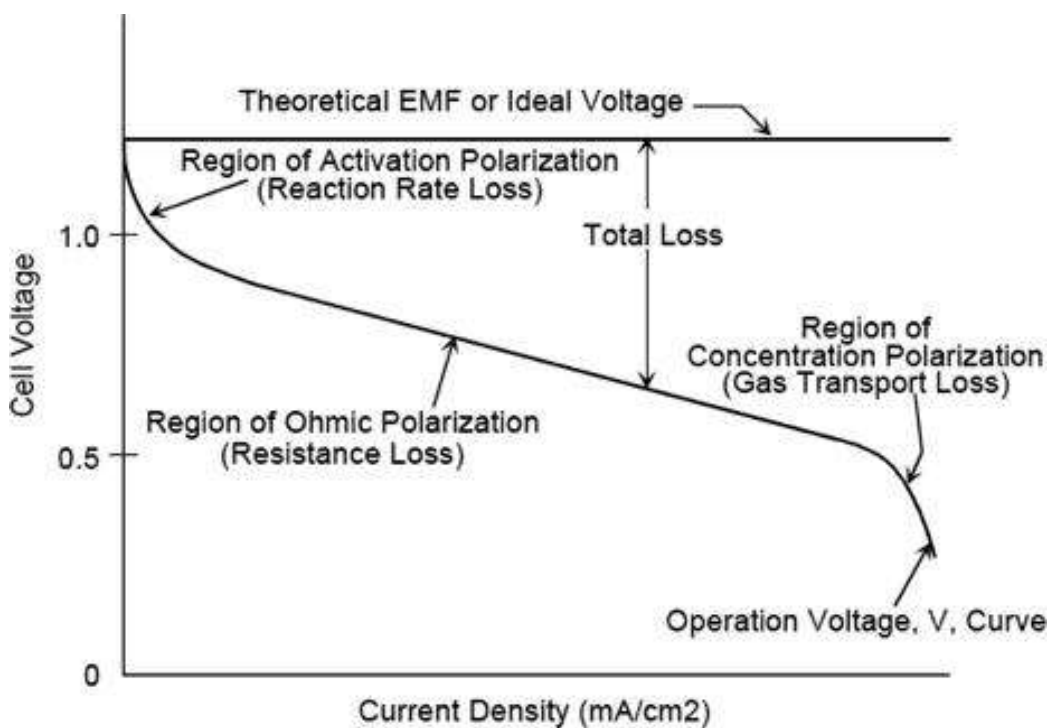 Theoretical EMF or Ideal Voltage
Region of Activation Polarization
(Reaction Rate Loss)
1.0
Total Loss
Cell Voltage
Region of
Concentration Polarization
(Gas Transport Loss)
Region of Ohmic Polarization
(Resistance Loss)
0.5
Operation Voltage, V, Curve
0
Current Density (mA/cm2)